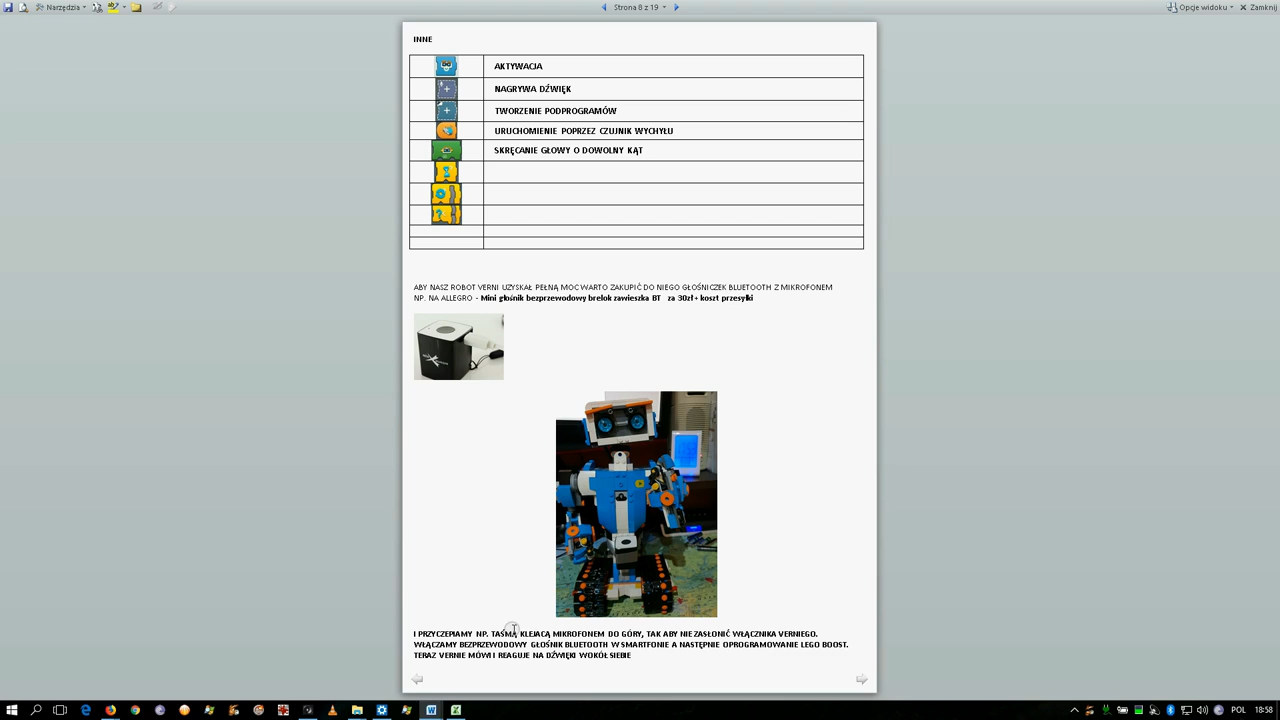 Narzędzia
ab
Strona 8 z 19
Opcje widoku
Zamknij
INNE
AKTYWACJA
NAGRYWA DŹWIĘK
TWORZENIE PODPROGRAMÓW
URUCHOMIENIE POPRZEZ CZUJNIK WYCHYŁU
SKRĘCANIE GŁOWY O DOWOLNY KĄT
ABY NASZ ROBOT VERNI UZYSKAŁ PEŁNĄ MOC WARTO ZAKUPIĆ DO NIEGO GŁOŚNICZEK BLUETOOTH Z MIKROFONEM
NP. NA ALLEGRO - Mini głośnik bezprzewodowy brelok zawieszka BT za 30zł + koszt przesyłki
I PRZYCZEPIAMY NP. TAŚMĄ KLEJACĄ MIKROFONEM DO GÓRY, TAK ABY NIE ZASŁONIĆ WŁĄCZNIKA VERNIEGO.
WŁĄCZAMY BEZPRZEWODOWY GŁOŚNIK BLUETOOTH W SMARTFONIE A NASTĘPNIE OPROGRAMOWANIE LEGO BOOST.
TERAZ VERNIE MÓWI I REAGUJE NA DŹWIĘKI WOKÓŁ SIEBIE
POL
18:58